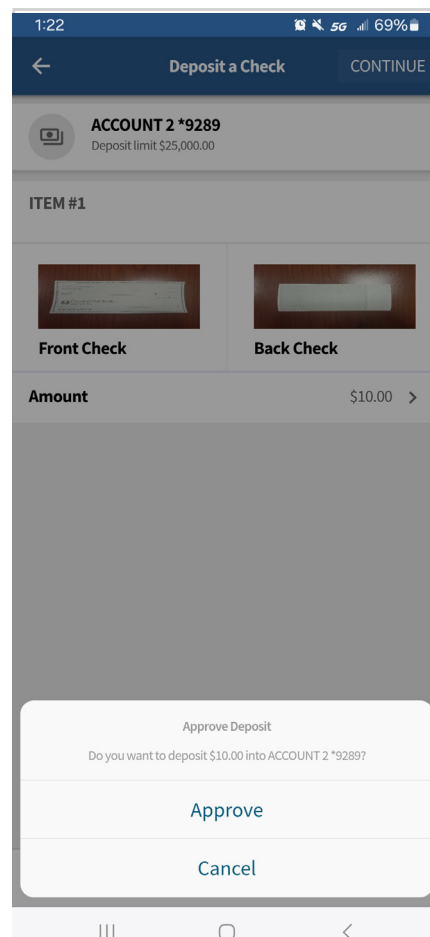 1:22 5G 69%
Deposit a Check CONTINUE
ACCOUNT 2 *9289
Deposit limit $25,000.00
ITEM #1
Front Check Back Check
Amount $10.00
Approve Deposit
Do you want to deposit $10.00 into ACCOUNT 2 *9289?
Approve
Cancel